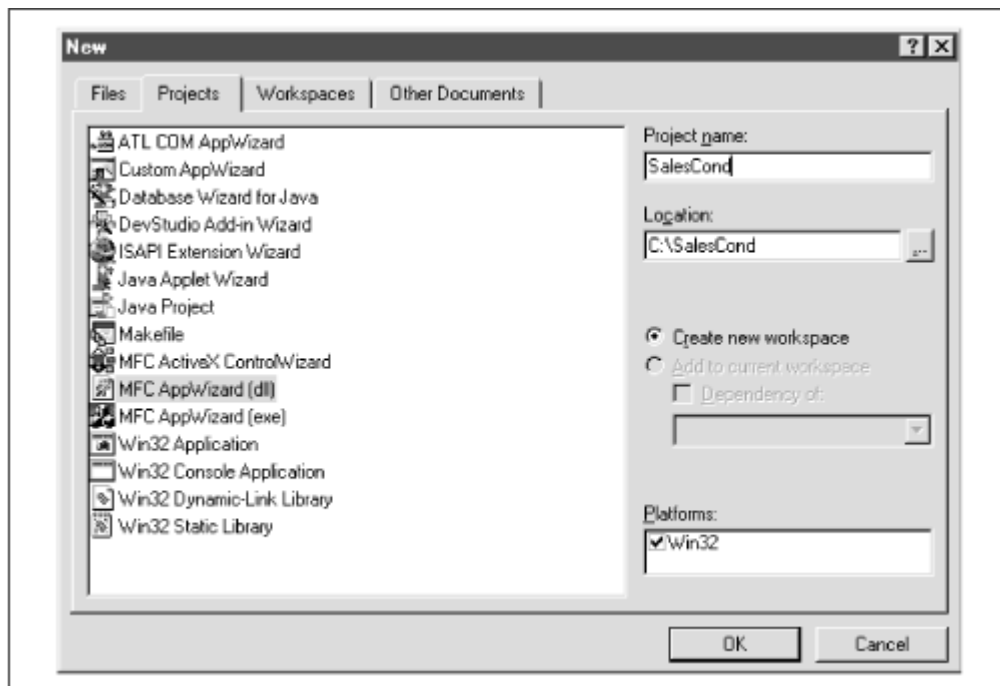 New
Files Projects Workspaces Other Documents
ATL COM AppWizard
Custom AppWizard
Database Wizard for Java
DevStudio Add-in Wizard
ISAPI Extension Wizard
Java Applet Wizard
Java Project
Makefile
MFC ActiveX ControlWizard
MFC AppWizard (dll)
MFC AppWizard (exe)
Win32 Application
Win32 Console Application
Win32 Dynamic-Link Library
Win32 Static Library
Project name:
SalesCond
Location:
C:\SalesCond
...
Create new workspace
Add to current workspace
Dependency of:
Platforms:
Win32
OK Cancel